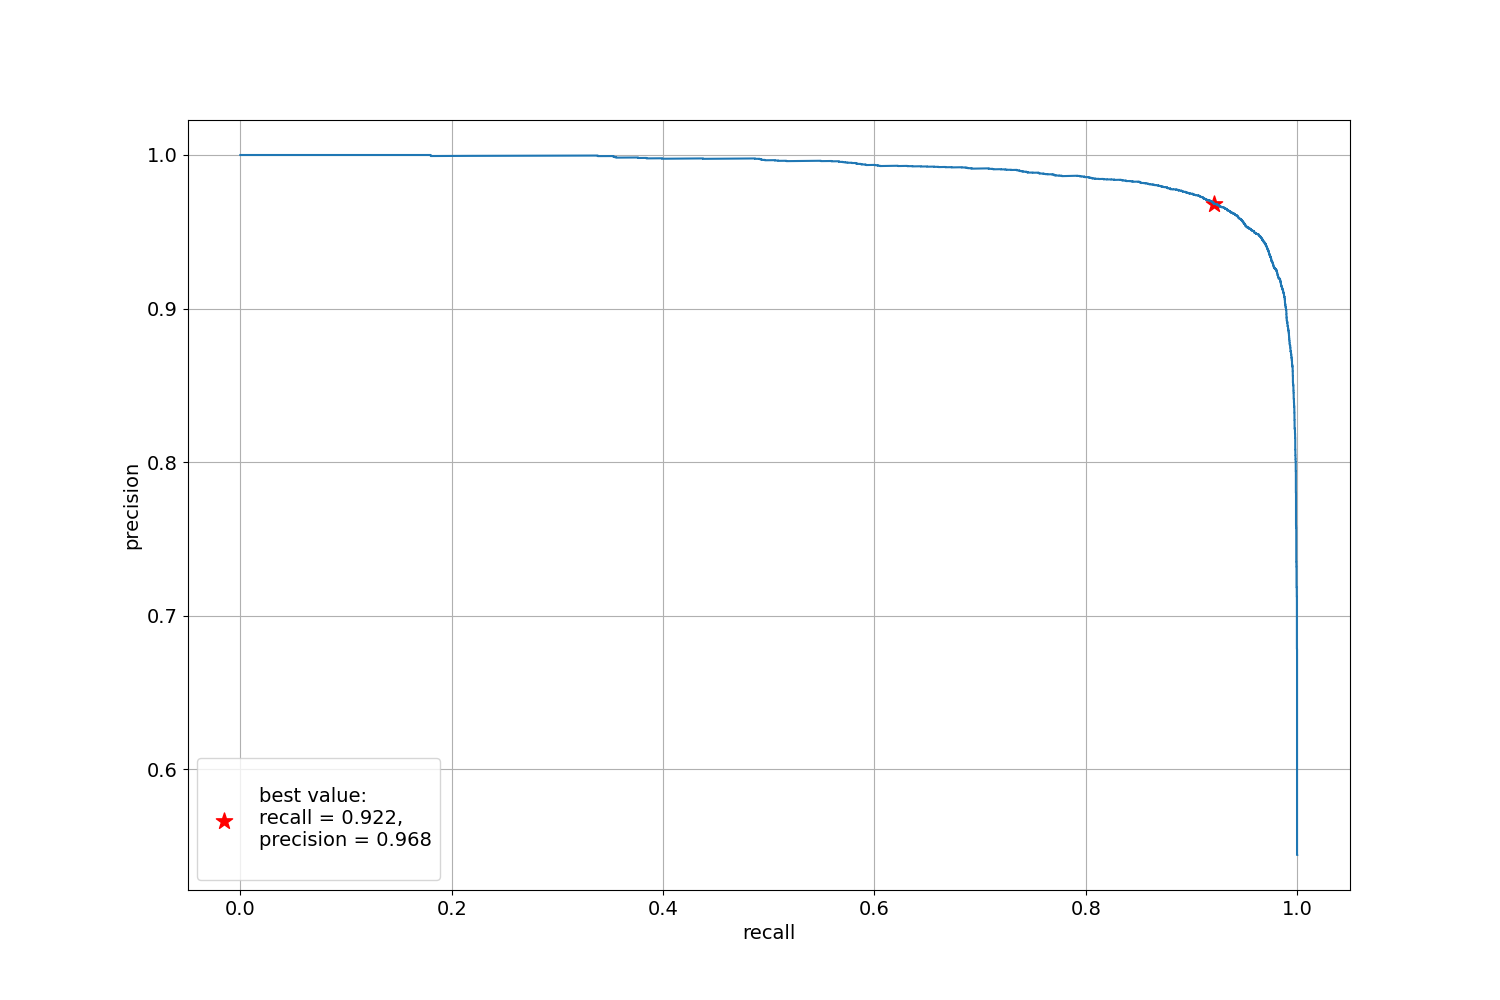 1.0
0.9
0.8
0.7
0.6
precision
best value:
recall = 0.922,
precision = 0.968
0.0 0.2 0.4 0.6 0.8 1.0
recall